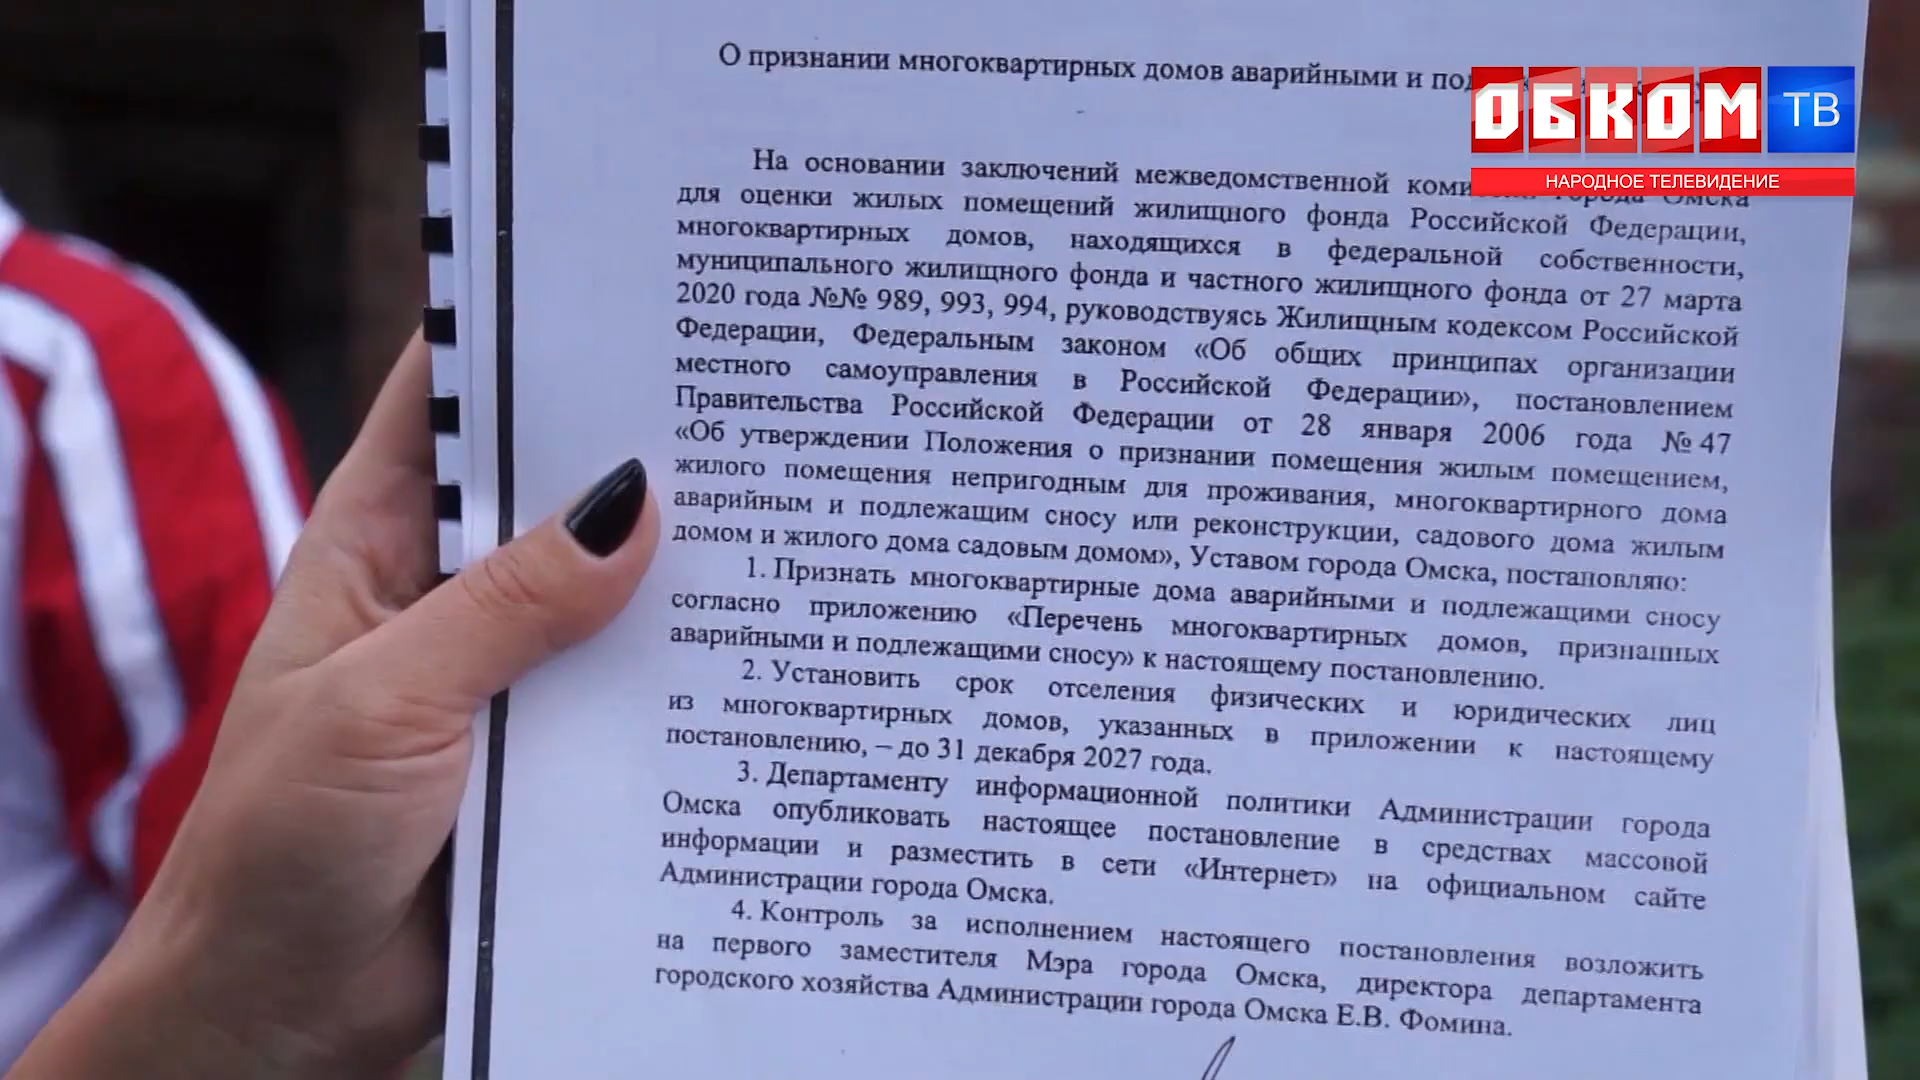 О признании многоквартирных домов аварийными и
ОБКОМ ТВ
НАРОДНОЕ ТЕЛЕВИДЕНИЕ
На основании заключений межведомственной города Омска
для оценки жилых помещений жилищного фонда Российской Федерации,
многоквартирных домов, находящихся в федеральной собственности,
муниципального жилищного фонда и частного жилищного фонда от 27 марта
2020 года №№ 989, 993, 994, руководствуясь Жилищным кодексом Российской
Федерации, Федеральным законом «Об общих принципах организации
местного самоуправления в Российской Федерации», постановлением
Правительства Российской Федерации от 28 января 2006 года № 47
«Об утверждении Положения о признании помещения жилым помещением,
жилого помещения непригодным для проживания, многоквартирного дома
аварийным и подлежащим сносу или реконструкции, садового дома жилым
домом и жилого дома садовым домом», Уставом города Омска, постановляю:
1. Признать многоквартирные дома аварийными и подлежащими сносу
согласно приложению «Перечень многоквартирных домов, признанных
аварийными и подлежащими сносу» к настоящему постановлению.
2. Установить срок отселения физических и юридических лиц
из многоквартирных домов, указанных в приложении к настоящему
постановлению, – до 31 декабря 2027 года.
3. Департаменту информационной политики Администрации города
Омска опубликовать настоящее постановление в средствах массовой
информации и разместить в сети «Интернет» на официальном сайте
Администрации города Омска.
4. Контроль за исполнением настоящего постановления возложить
на первого заместителя Мэра города Омска, директора департамента
городского хозяйства Администрации города Омска Е.В. Фомина.